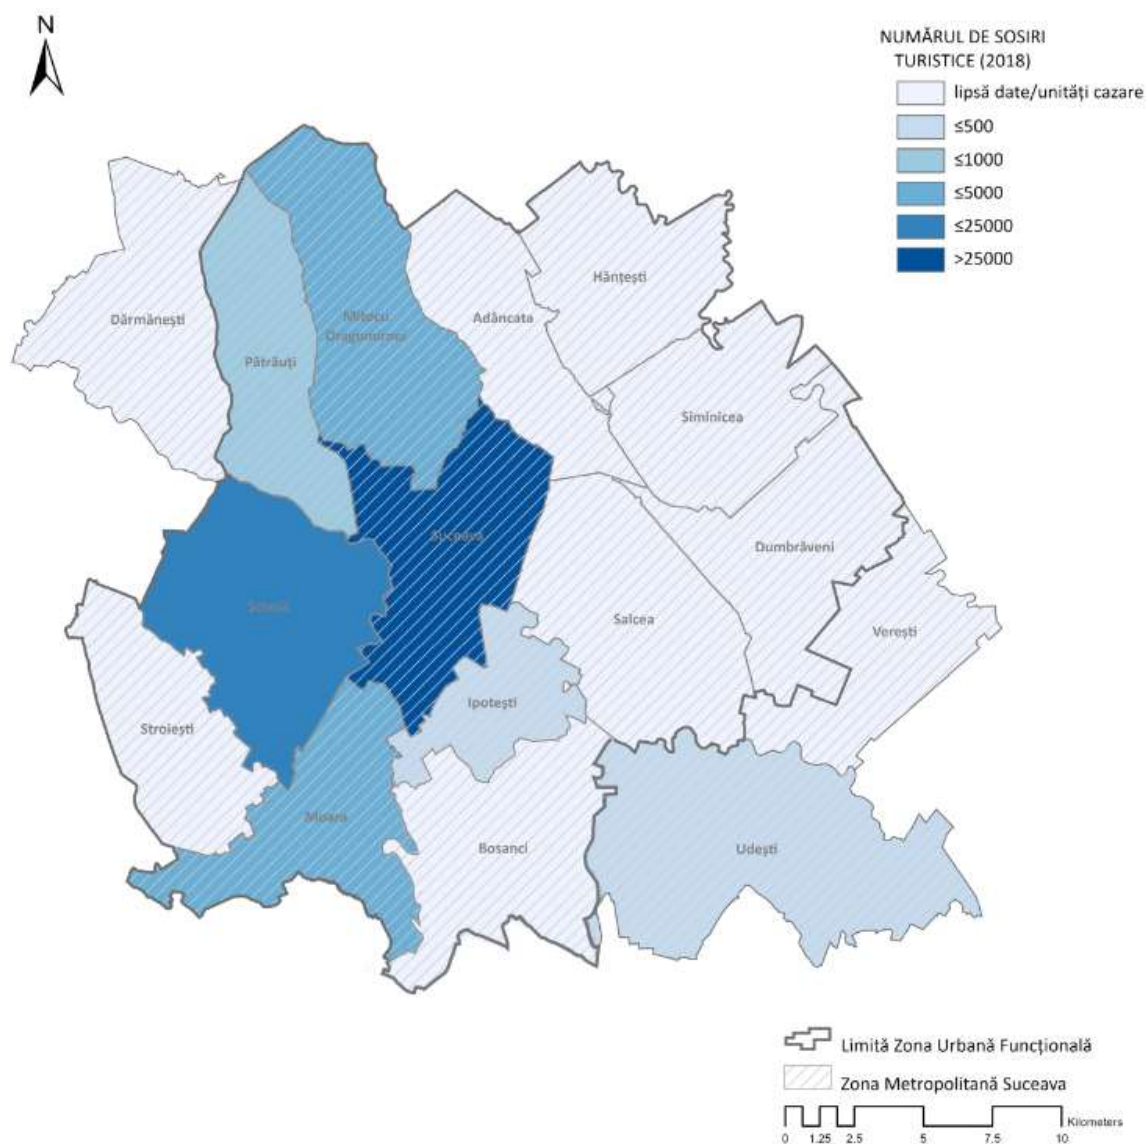 N
NUMĂRUL DE SOSIRI
TURISTICE (2018)
lipsă date/unități cazare
≤500
≤1000
≤5000
≤25000
>25000
Hănțești
Dărmănești
Mitocu
Dragomirnei
Adâncata
Pătrăuți
Siminicea
Suceava
Dumbrăveni
Șcheia
Salcea
Verești
Ipotești
Stroiești
Moara
Bosanci
Udești
Limită Zona Urbană Funcțională
Zona Metropolitană Suceava
Kilometers
0 1.25 2.5 5 7.5 10